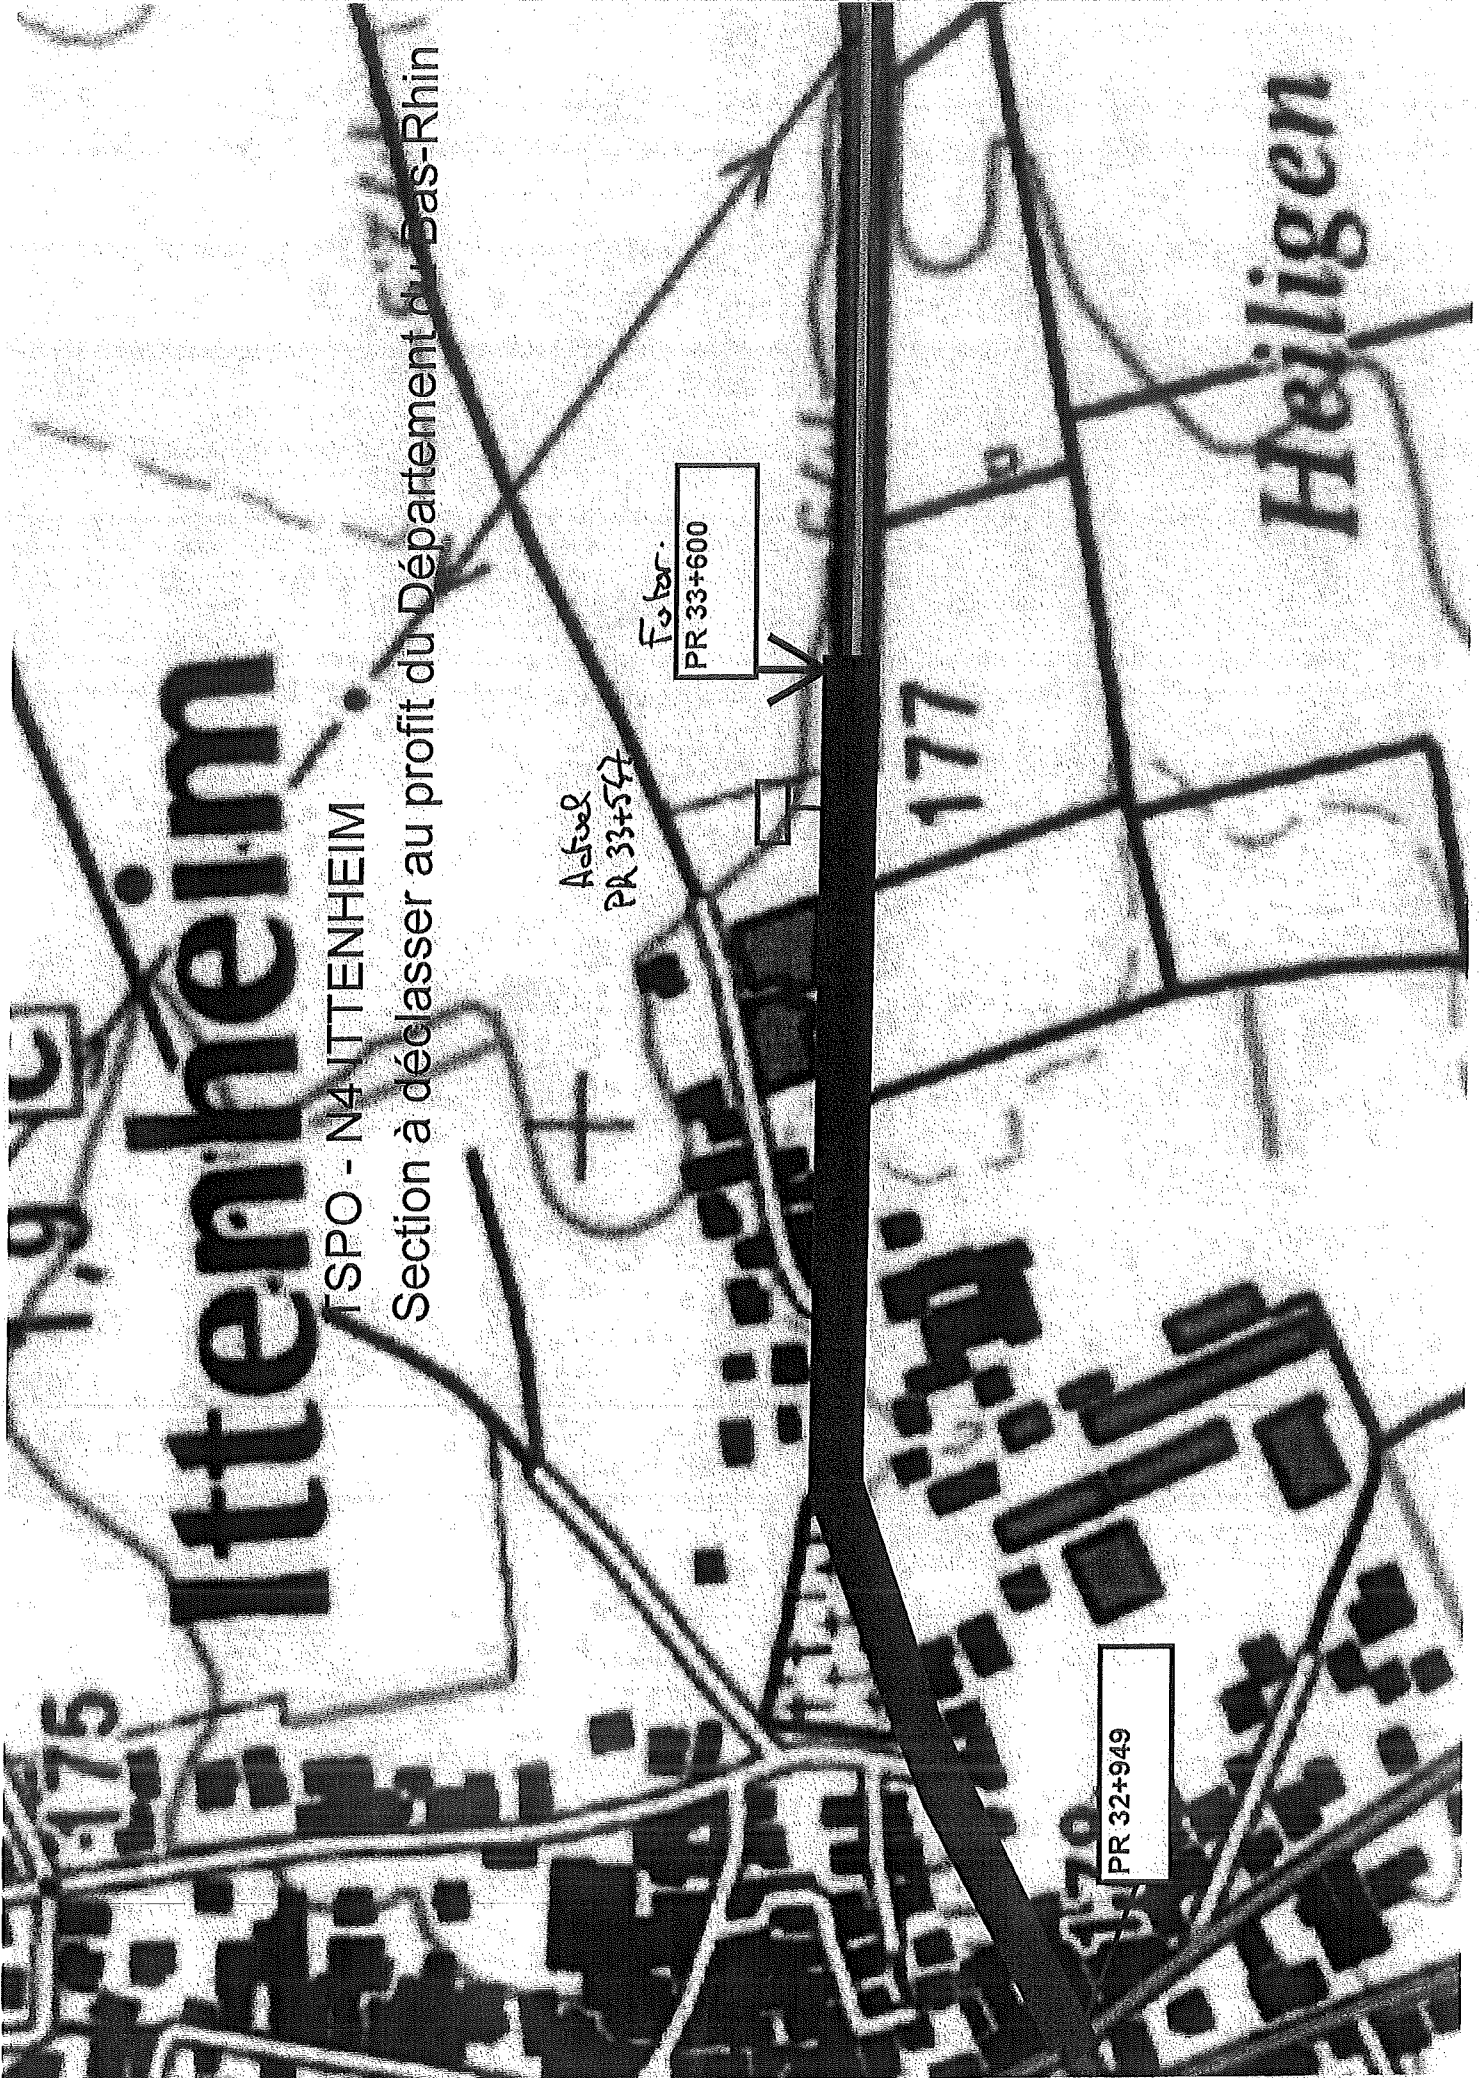 Ittenheim
TSPO - N4 ITTENHEIM
Section à déclasser au profit du Département du Bas-Rhin
Actuel
PR 33+547
Futur.
PR 33+600
177
Heiligen
175
PR 32+949